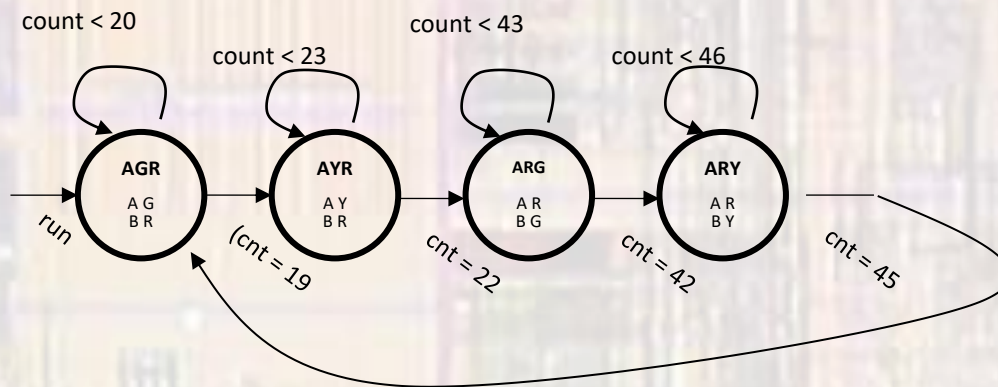 count < 20
count < 23
count < 43
count < 46
AGR
A G
B R
AYR
A Y
B R
ARG
A R
B G
ARY
A R
B Y
run
(cnt = 19
cnt = 22
cnt = 42
cnt = 45